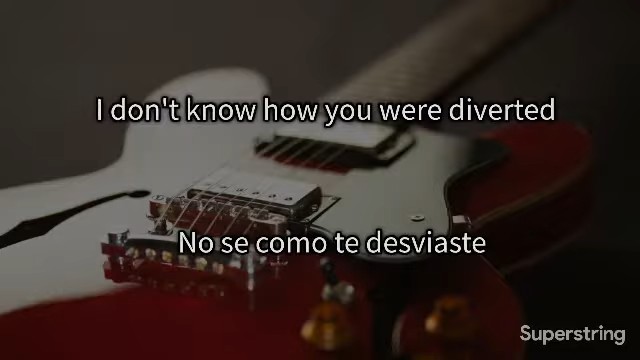 I don't know how you were diverted
No se como te desviaste
Superstring